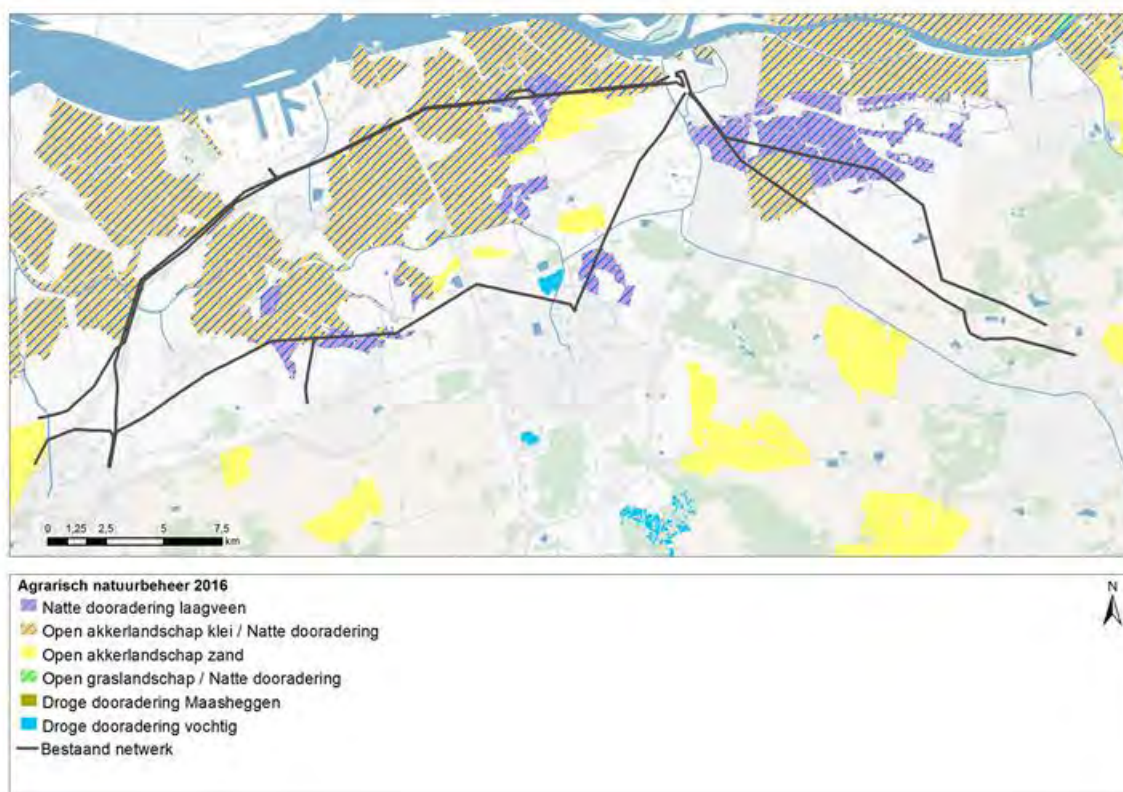 0 1,25 2,5 5 7,5
km
Agrarisch natuurbeheer 2016
N
Natte dooradering laagveen
Open akkerlandschap klei / Natte dooradering
Open akkerlandschap zand
Open graslandschap / Natte dooradering
Droge dooradering Maasheggen
Droge dooradering vochtig
Bestaand netwerk